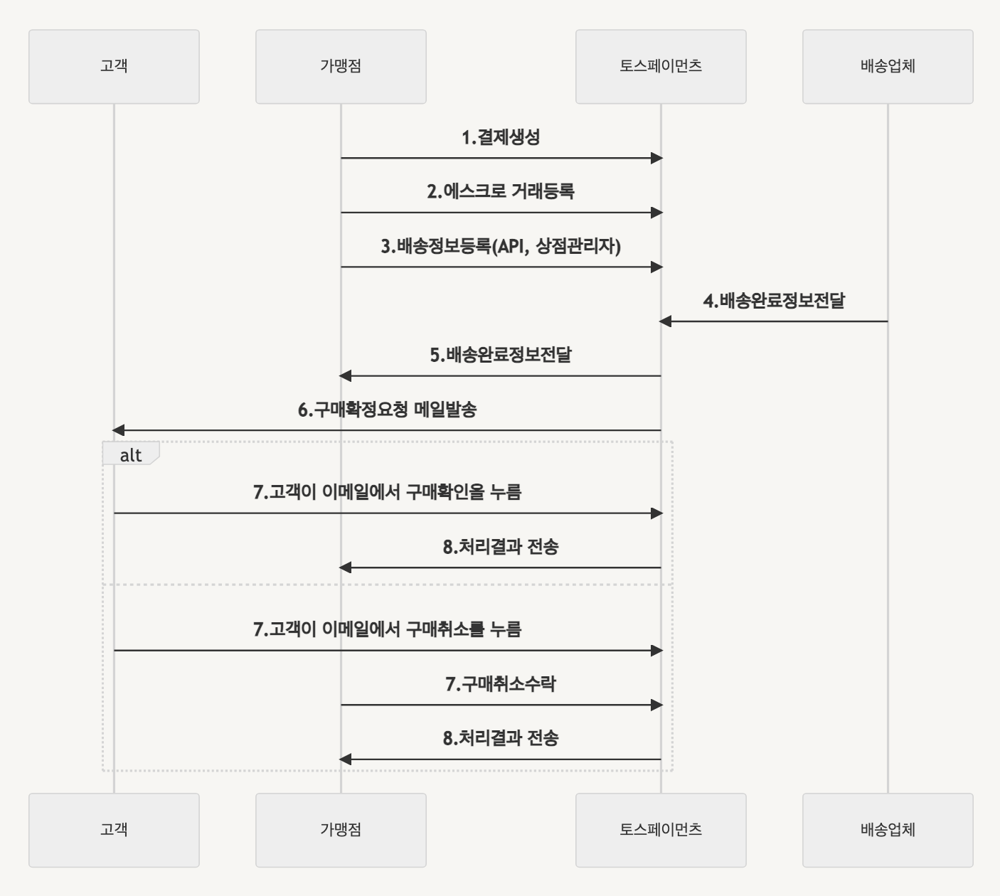 고객
가맹점
토스페이먼츠
배송업체
1.결제생성
2.에스크로 거래등록
3.배송정보등록(API, 상점관리자)
4.배송완료정보전달
5.배송완료정보전달
6.구매확정요청 메일발송
alt
7.고객이 이메일에서 구매확인을 누름
8.처리결과 전송
7.고객이 이메일에서 구매취소를 누름
7.구매취소수락
8.처리결과 전송
고객
가맹점
토스페이먼츠
배송업체